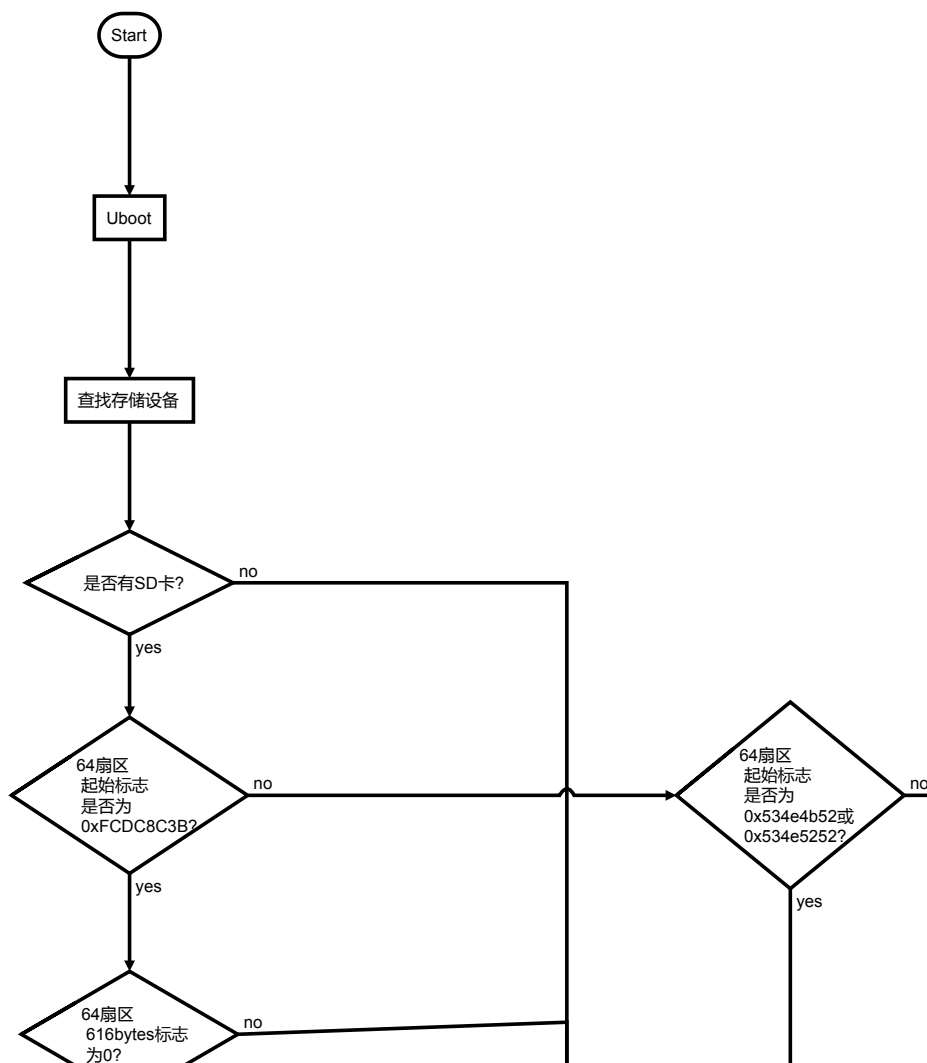 Start
Uboot
查找存储设备
是否有SD卡?
no
yes
64扇区
起始标志
是否为
0xFCDC8C3B?
no
yes
64扇区
起始标志
是否为
0x534e4b52或
0x534e5252?
no
yes
64扇区
616bytes标志
为0?
no